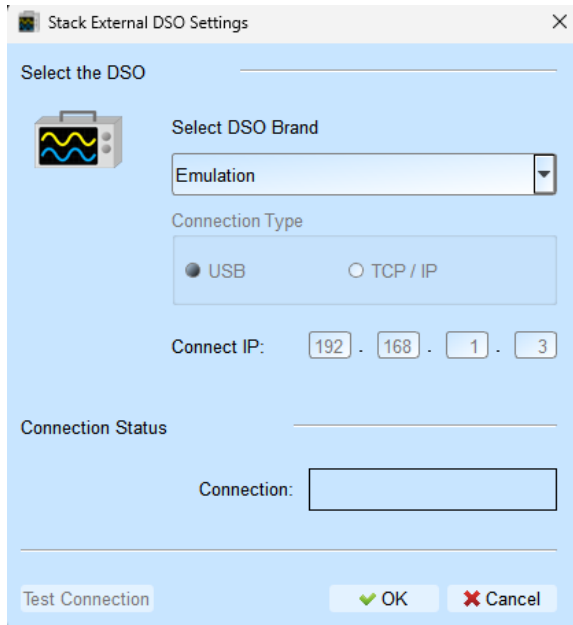 Stack External DSO Settings
Select the DSO
Select DSO Brand
Emulation
Connection Type
USB
TCP / IP
Connect IP: 192 . 168 . 1 . 3
Connection Status
Connection:
Test Connection
OK
Cancel